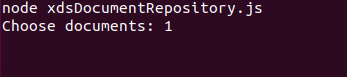 node xdsDocumentRepository.js
Choose documents: 1